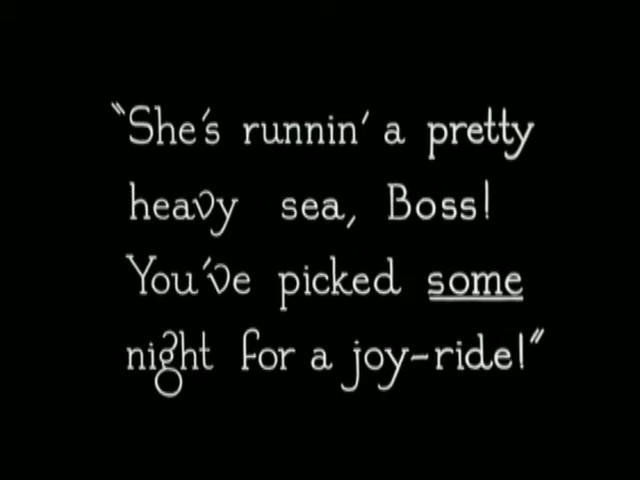 "She's runnin' a pretty
heavy sea, Boss!
You've picked some
night for a joy-ride!"